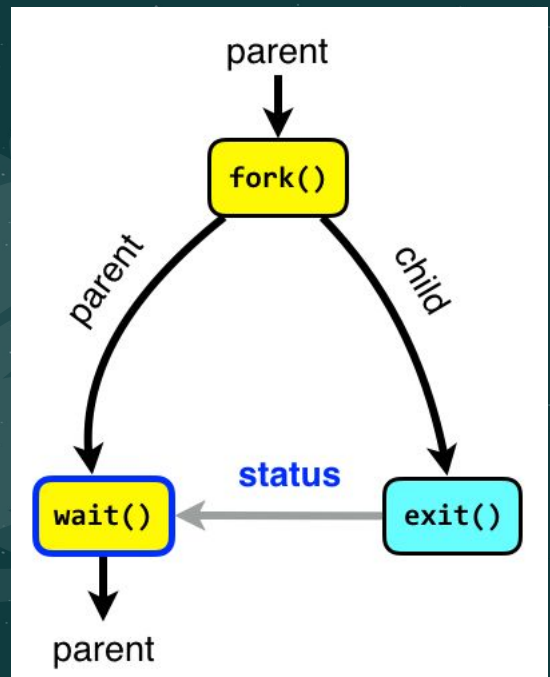 parent
fork()
parent
child
status
wait()
exit()
parent